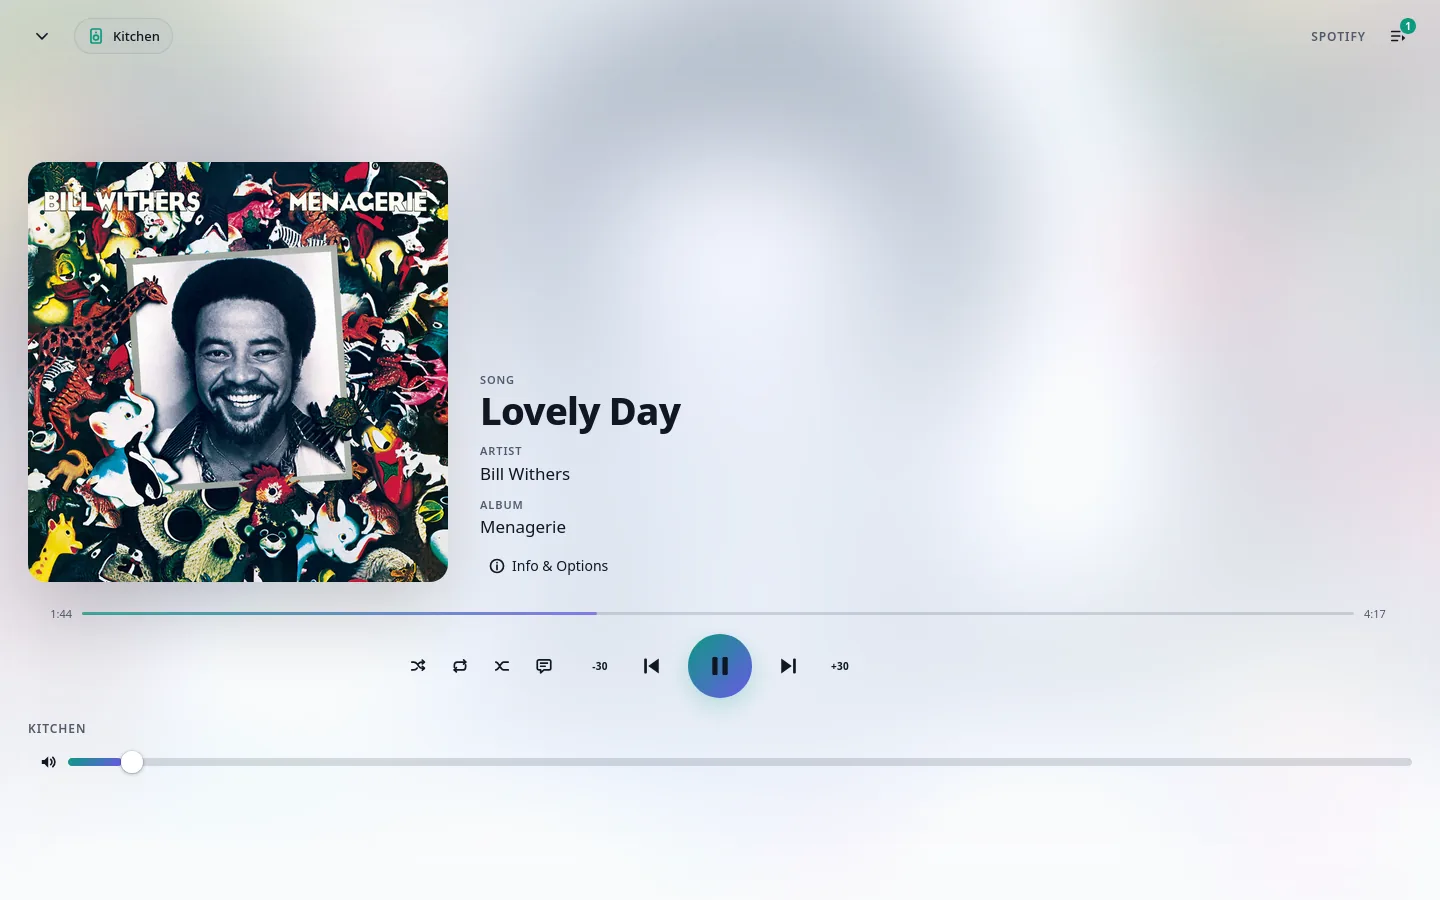 Kitchen
SPOTIFY
1
BILL WITHERS
MENAGERIE
SONG
Lovely Day
ARTIST
Bill Withers
ALBUM
Menagerie
Info & Options
1:44
4:17
-30
+30
KITCHEN